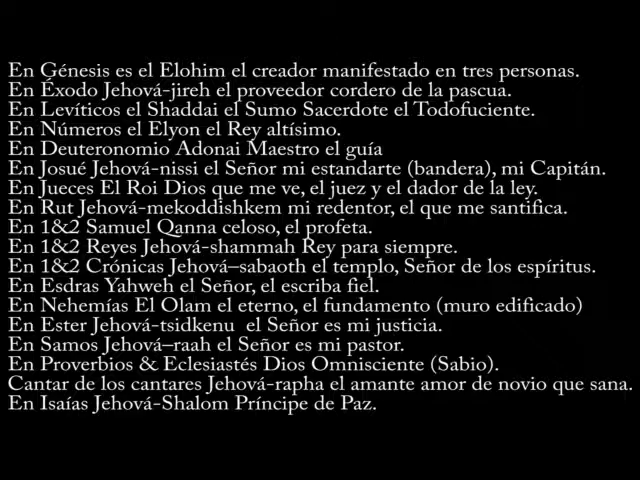 En Génesis es el Elohim el creador manifestado en tres personas.
En Éxodo Jehová-jireh el proveedor cordero de la pascua.
En Levíticos el Shaddai el Sumo Sacerdote el Todofuciente.
En Números el Elyon el Rey altísimo.
En Deuteronomio Adonai Maestro el guía
En Josué Jehová-nissi el Señor mi estandarte (bandera), mi Capitán.
En Jueces El Roi Dios que me ve, el juez y el dador de la ley.
En Rut Jehová-mekoddishkem mi redentor, el que me santifica.
En 1&2 Samuel Qanna celoso, el profeta.
En 1&2 Reyes Jehová-shammah Rey para siempre.
En 1&2 Crónicas Jehová–sabaoth el templo, Señor de los espíritus.
En Esdras Yahweh el Señor, el escriba fiel.
En Nehemías El Olam el eterno, el fundamento (muro edificado)
En Ester Jehová-tsidkenu  el Señor es mi justicia.
En Samos Jehová–raah el Señor es mi pastor.
En Proverbios & Eclesiastés Dios Omnisciente (Sabio).
Cantar de los cantares Jehová-rapha el amante amor de novio que sana.
En Isaías Jehová-Shalom Príncipe de Paz.